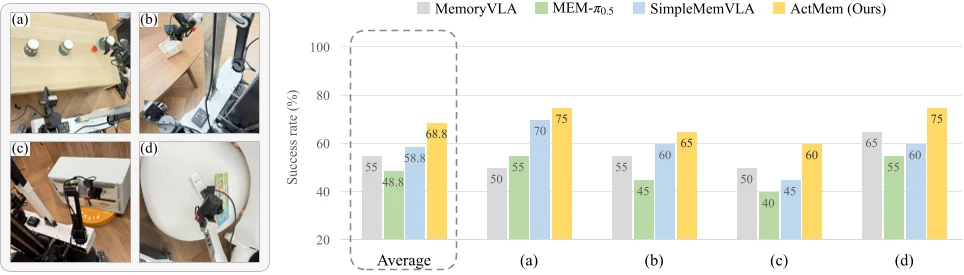 (a)
(b)
(c)
(d)
MemoryVLA MEM-π0.5 SimpleMemVLA ActMem (Ours)
Success rate (%)
100
80
60
40
20
55 48.8 58.8 68.8
50 55 70 75
55 45 60 65
50 40 45 60
65 55 60 75
Average (a) (b) (c) (d)